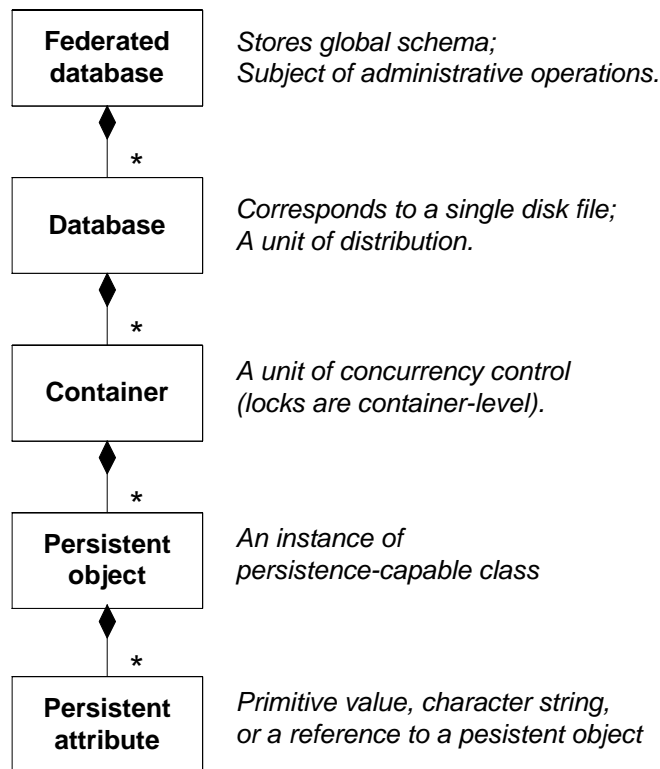 Federated
database
Stores global schema;
Subject of administrative operations.
*
Database
Corresponds to a single disk file;
A unit of distribution.
*
Container
A unit of concurrency control
(locks are container-level).
*
Persistent
object
An instance of
persistence-capable class
*
Persistent
attribute
Primitive value, character string,
or a reference to a pesistent object